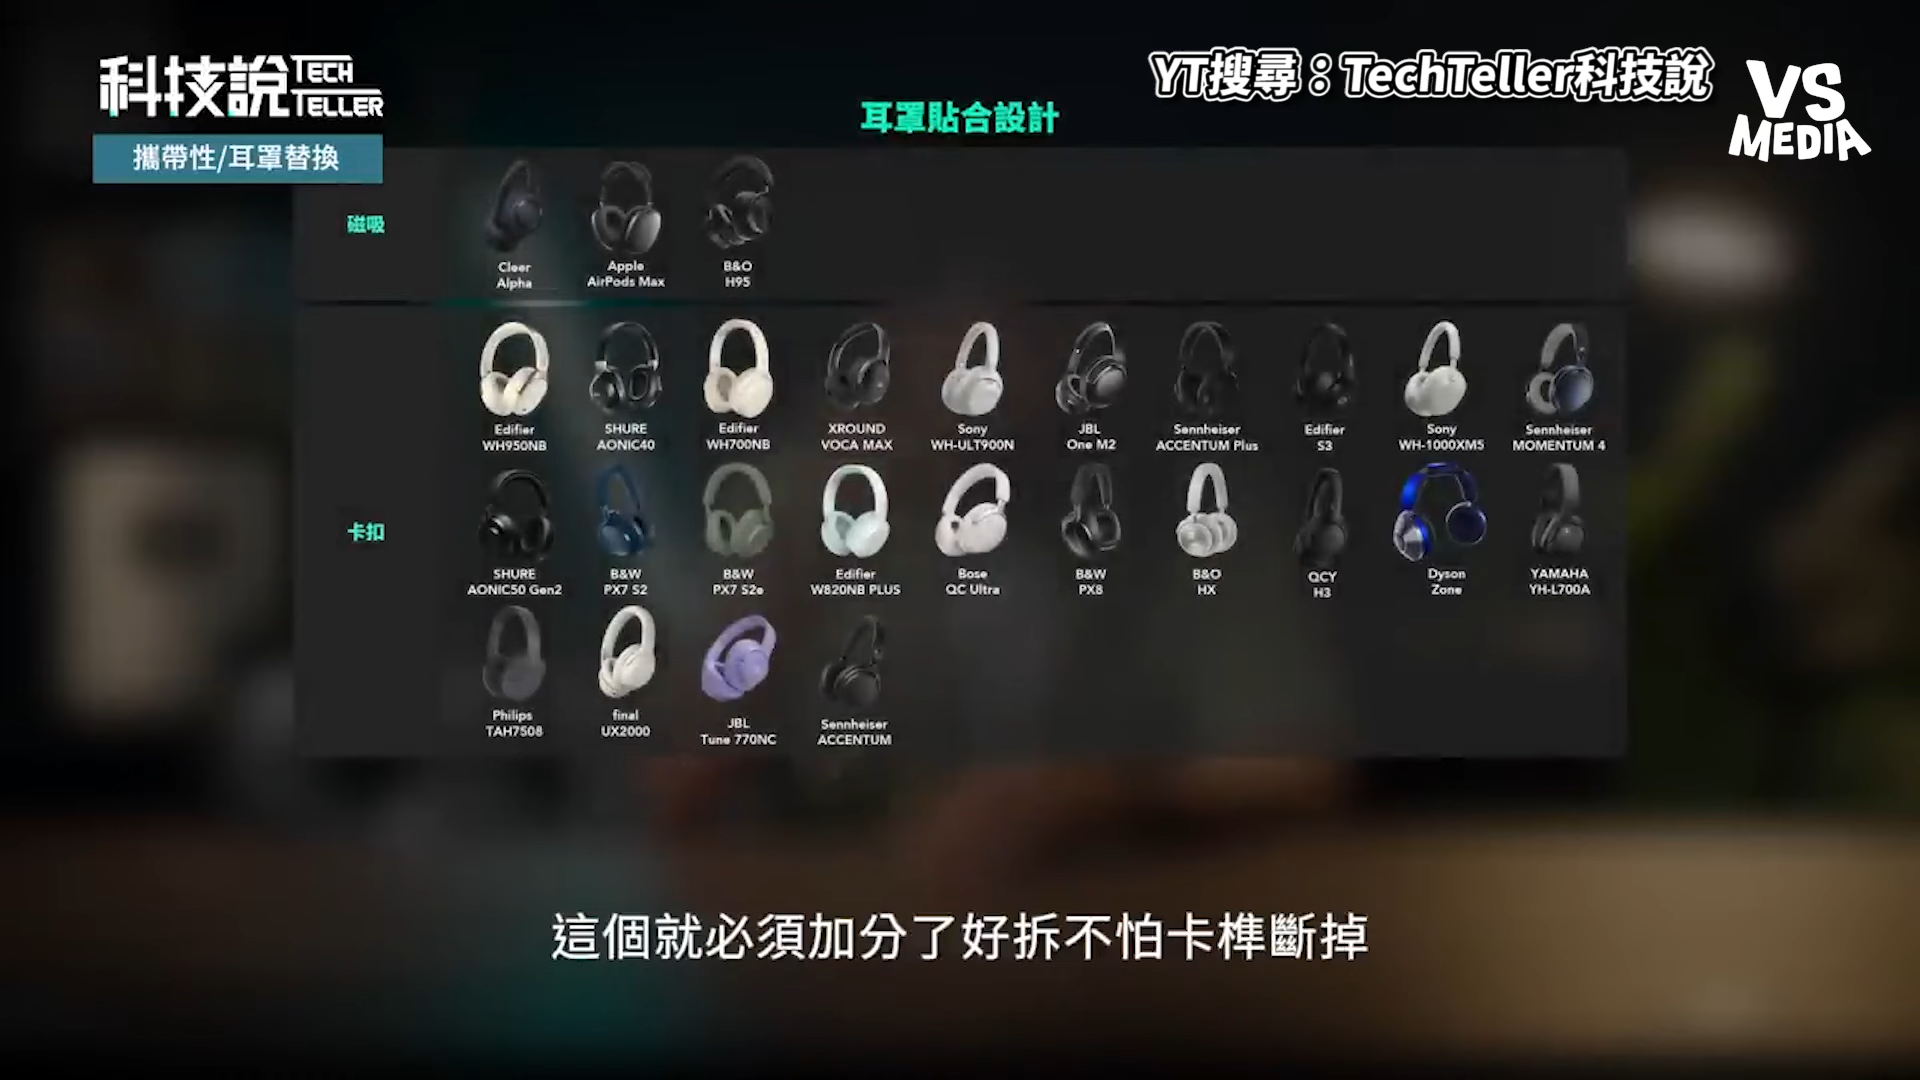 科技說TECH
TELLER
攜帶性/耳罩替換
YT搜尋：TechTeller科技說
VS
MEDIA
耳罩貼合設計
磁吸
Cleer
Alpha
Apple
AirPods Max
B&O
H95
卡扣
Edifier
WH950NB
SHURE
AONIC40
Edifier
WH700NB
XROUND
VOCA MAX
Sony
WH-ULT900N
JBL
One M2
Sennheiser
ACCENTUM Plus
Edifier
S3
Sony
WH-1000XM5
Sennheiser
MOMENTUM 4
SHURE
AONIC50 Gen2
B&W
PX7 S2
B&W
PX7 S2e
Edifier
W820NB PLUS
Bose
QC Ultra
B&W
PX8
B&O
HX
QCY
H3
Dyson
Zone
YAMAHA
YH-L700A
Philips
TAH7508
final
UX2000
JBL
Tune 770NC
Sennheiser
ACCENTUM
這個就必須加分了好拆不怕卡榫斷掉